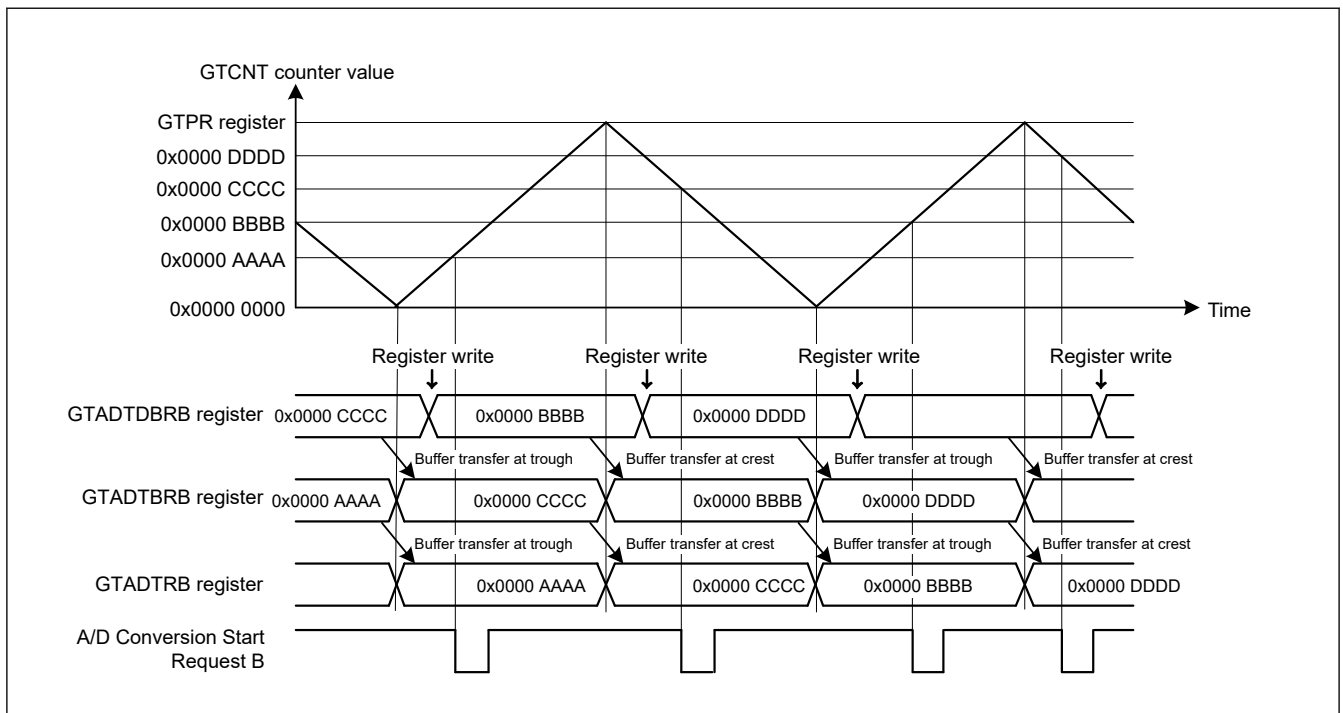 GTCNT counter value
GTPR register
0x0000 DDDD
0x0000 CCCC
0x0000 BBBB
0x0000 AAAA
0x0000 0000
Time
Register write Register write Register write Register write
GTADTDBRB register 0x0000 CCCC 0x0000 BBBB 0x0000 DDDD
Buffer transfer at trough Buffer transfer at crest Buffer transfer at trough Buffer transfer at crest
GTADTBRB register 0x0000 AAAA 0x0000 CCCC 0x0000 BBBB 0x0000 DDDD
Buffer transfer at trough Buffer transfer at crest Buffer transfer at trough Buffer transfer at crest
GTADTRB register 0x0000 AAAA 0x0000 CCCC 0x0000 BBBB 0x0000 DDDD
A/D Conversion Start
Request B